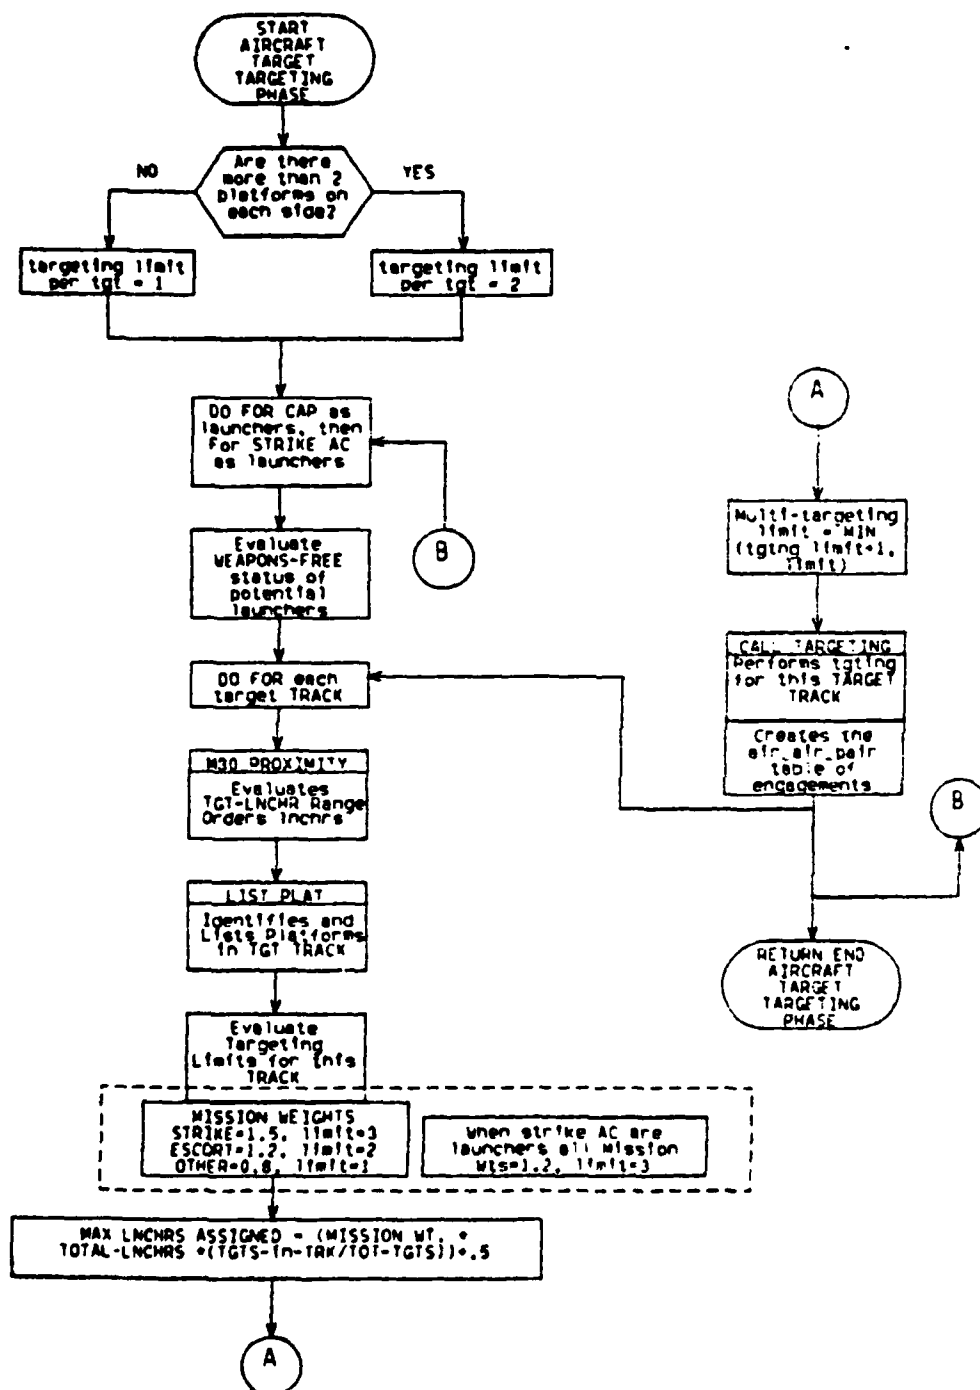 START
AIRCRAFT
TARGET
TARGETING
PHASE
NO
Are there
more than 2
platforms on
each side?
YES
targeting limit
per tgt = 1
targeting limit
per tgt = 2
DO FOR CAP as
launchers, then
For STRIKE AC
as launchers
B
Evaluate
WEAPONS-FREE
status of
potential
launchers
DO FOR each
target TRACK
M30 PROXIMITY
Evaluates
TGT-LNCHR Range
Orders lnchrs
LIST PLAT
Identifies and
Lists Platforms
in TGT TRACK
Evaluate
Targeting
Limits for this
TRACK
MISSION WEIGHTS
STRIKE=1.5, limit=3
ESCORT=1.2, limit=2
OTHER=0.8, limit=1
When strike AC are
launchers all Mission
Wts=1.2, limit=3
MAX LNCHRS ASSIGNED = (MISSION WT. *
TOTAL-LNCHRS *(TGTS-in-TRK/TOT-TGTS))+.5
A
A
Multi-targeting
limit = MIN
(tgtng limit+1,
limit)
CALL TARGETING
Performs tgting
for this TARGET
TRACK
Creates the
air_air_pair
table of
engagements
B
RETURN END
AIRCRAFT
TARGET
TARGETING
PHASE